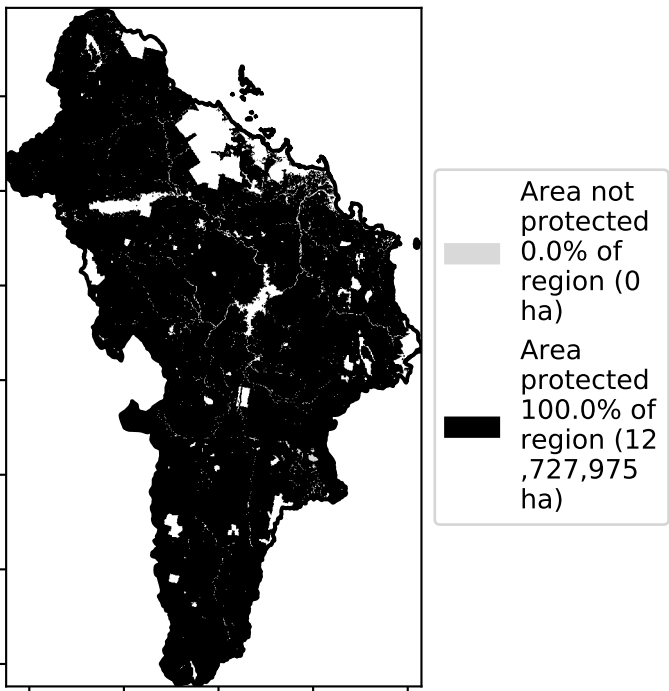 Area not
protected
0.0% of
region (0
ha)
Area
protected
100.0% of
region (12
,727,975
ha)